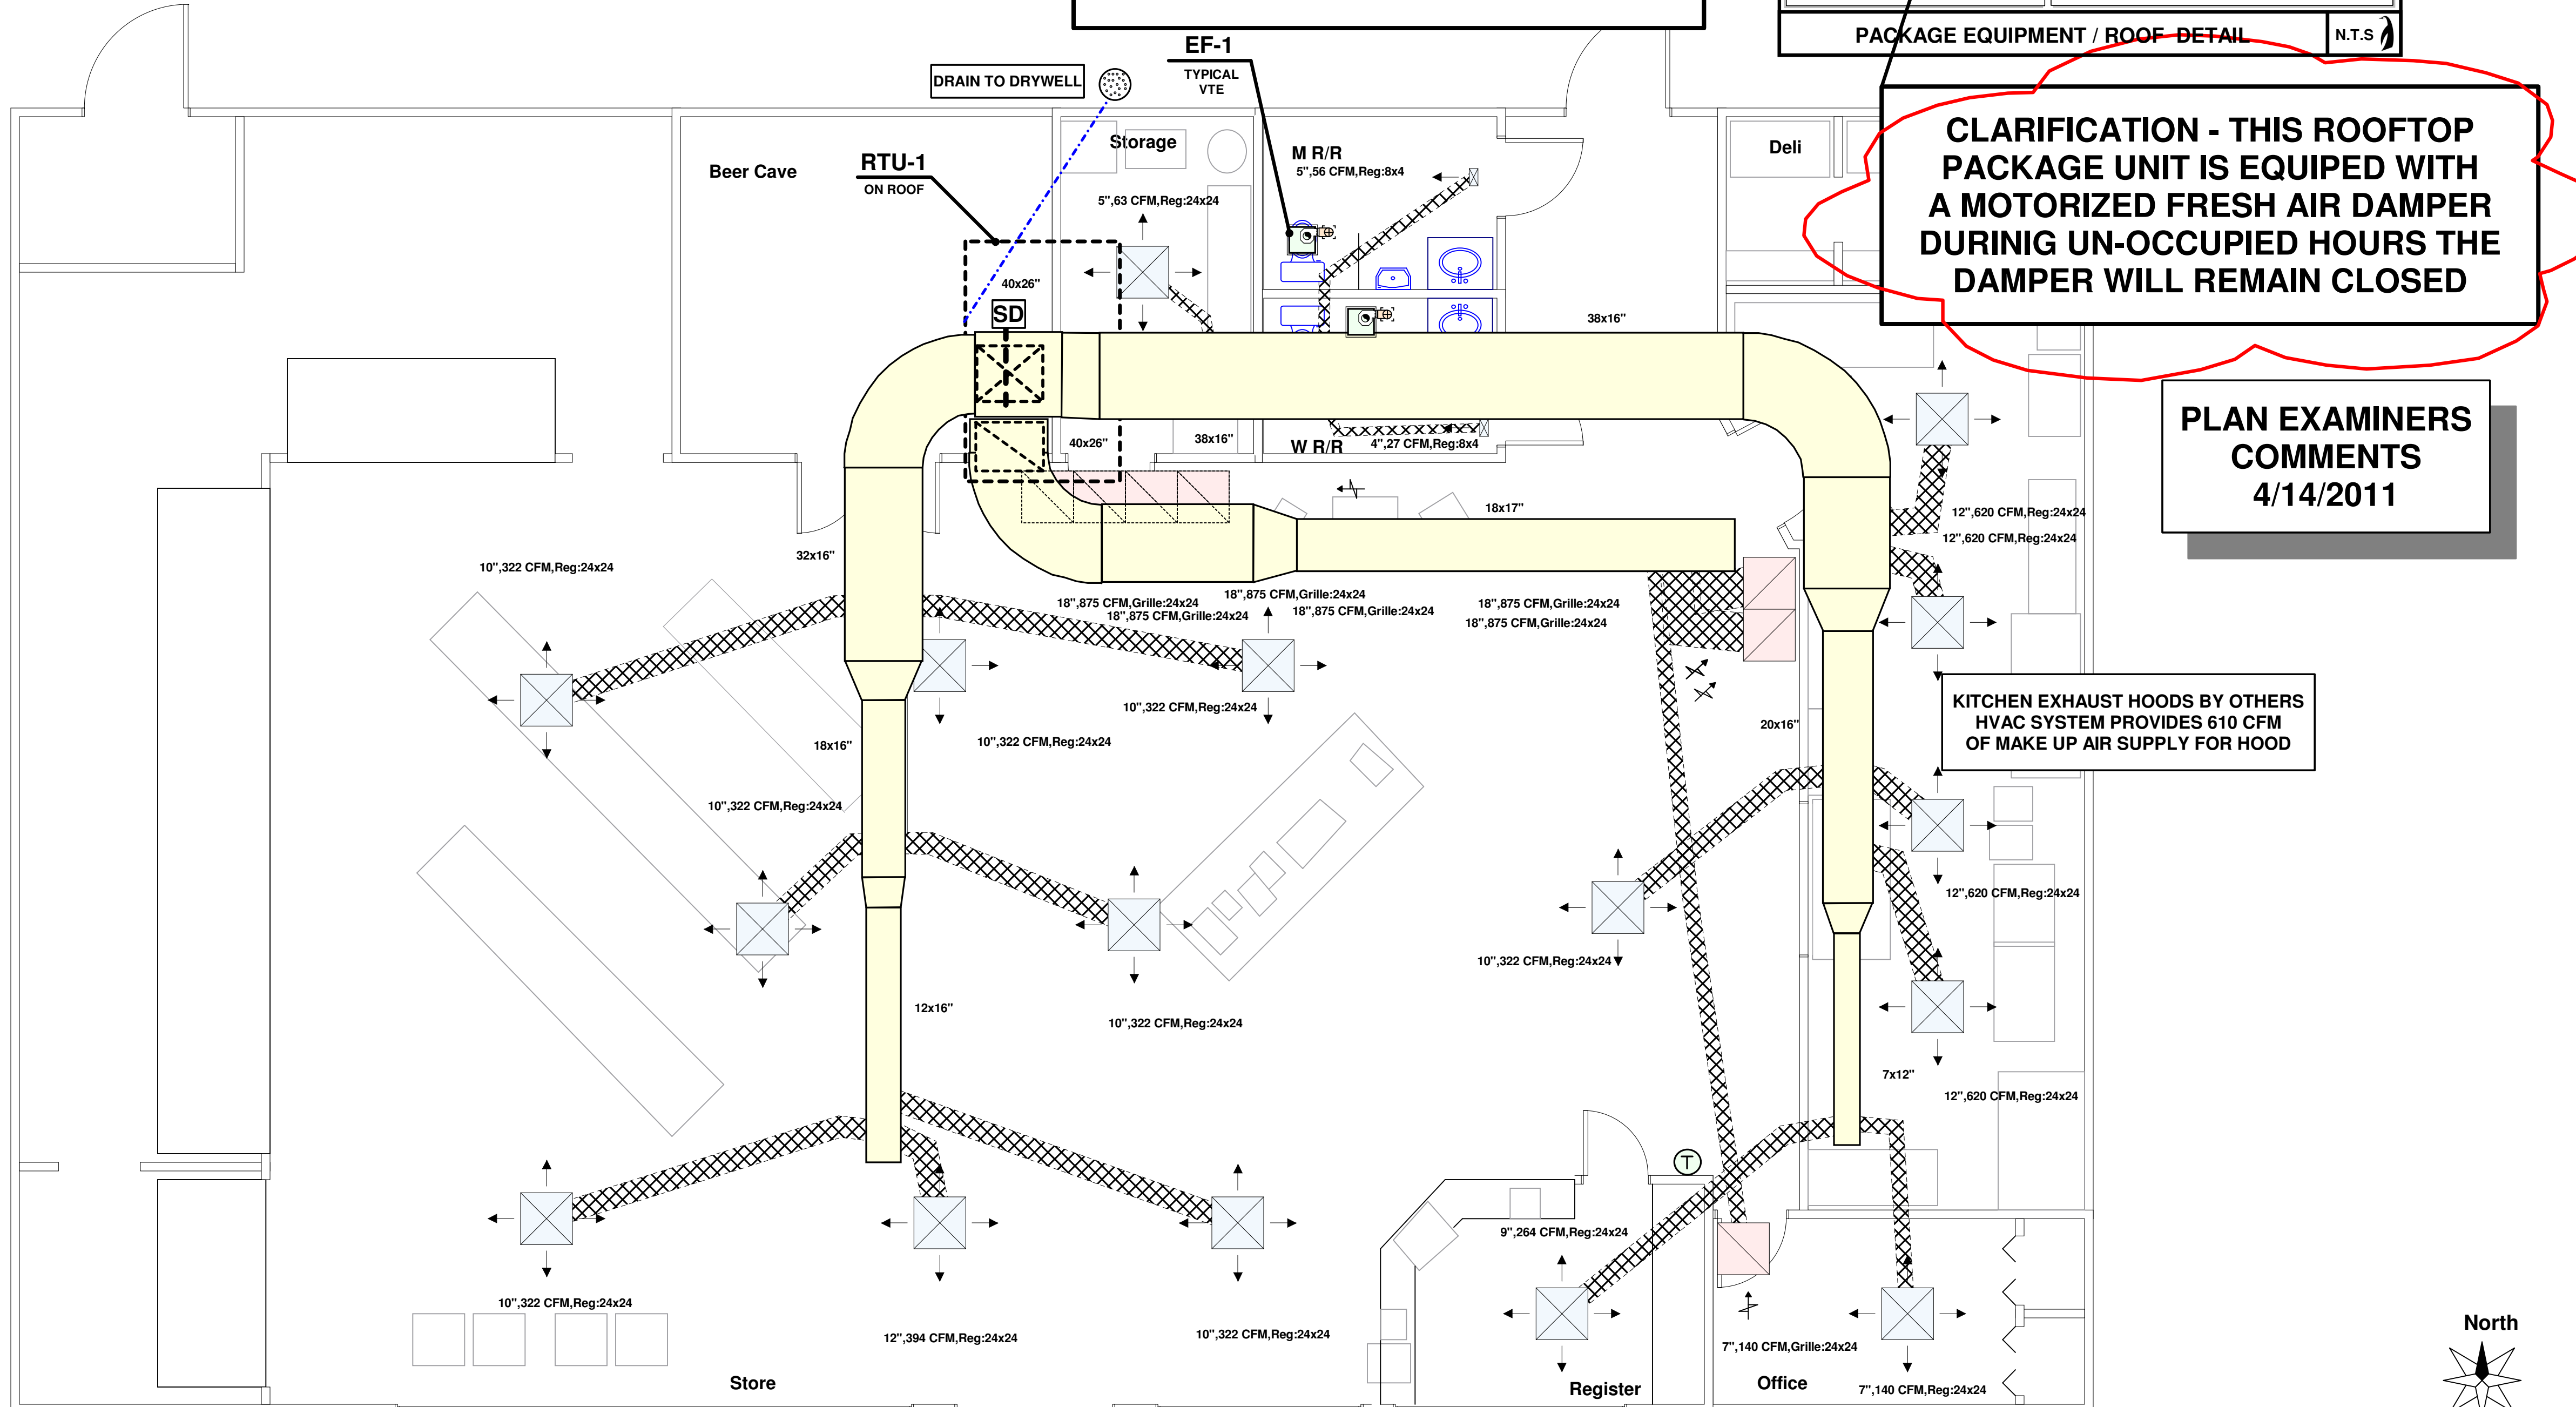 PACKAGE EQUIPMENT / ROOF DETAIL
N.T.S
EF-1
TYPICAL
VTE
DRAIN TO DRYWELL
CLARIFICATION - THIS ROOFTOP
PACKAGE UNIT IS EQUIPED WITH
A MOTORIZED FRESH AIR DAMPER
DURINIG UN-OCCUPIED HOURS THE
DAMPER WILL REMAIN CLOSED
Storage
Deli
M R/R
5",56 CFM,Reg:8x4
RTU-1
ON ROOF
Beer Cave
5",63 CFM,Reg:24x24
40x26"
SD
38x16"
PLAN EXAMINERS
COMMENTS
4/14/2011
40x26"
38x16"
W R/R
4",27 CFM,Reg:8x4
18x17"
12",620 CFM,Reg:24x24
12",620 CFM,Reg:24x24
32x16"
10",322 CFM,Reg:24x24
18",875 CFM,Grille:24x24
18",875 CFM,Grille:24x24
18",875 CFM,Grille:24x24
18",875 CFM,Grille:24x24
18",875 CFM,Grille:24x24
18",875 CFM,Grille:24x24
KITCHEN EXHAUST HOODS BY OTHERS
HVAC SYSTEM PROVIDES 610 CFM
OF MAKE UP AIR SUPPLY FOR HOOD
10",322 CFM,Reg:24x24
20x16"
18x16"
10",322 CFM,Reg:24x24
10",322 CFM,Reg:24x24
12",620 CFM,Reg:24x24
10",322 CFM,Reg:24x24
12x16"
10",322 CFM,Reg:24x24
7x12"
12",620 CFM,Reg:24x24
T
9",264 CFM,Reg:24x24
10",322 CFM,Reg:24x24
12",394 CFM,Reg:24x24
10",322 CFM,Reg:24x24
7",140 CFM,Grille:24x24
North
Store
Register
Office
7",140 CFM,Reg:24x24